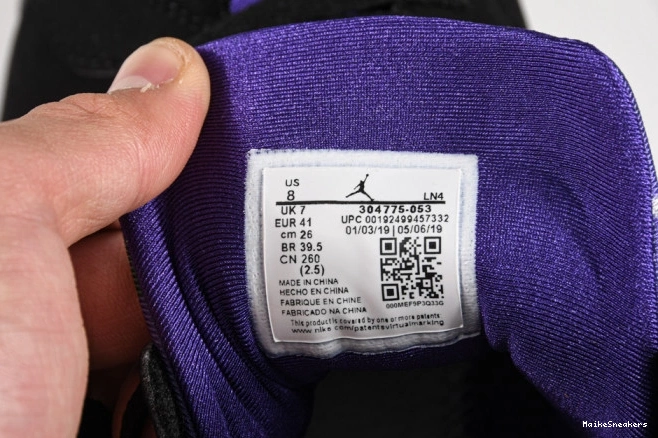 US
8
LN4
UK 7
304775-053
EUR 41
UPC 00192499457332
cm 26
01/03/19 | 05/06/19
BR 39.5
CN 260
(2.5)
MADE IN CHINA
HECHO EN CHINA
FABRIQUE EN CHINE
FABRICADO NA CHINA
000MEF5P3Q33G
This product is covered by one or more patents
www.nike.com/patentsvirtualmarking
MaikeSneakers